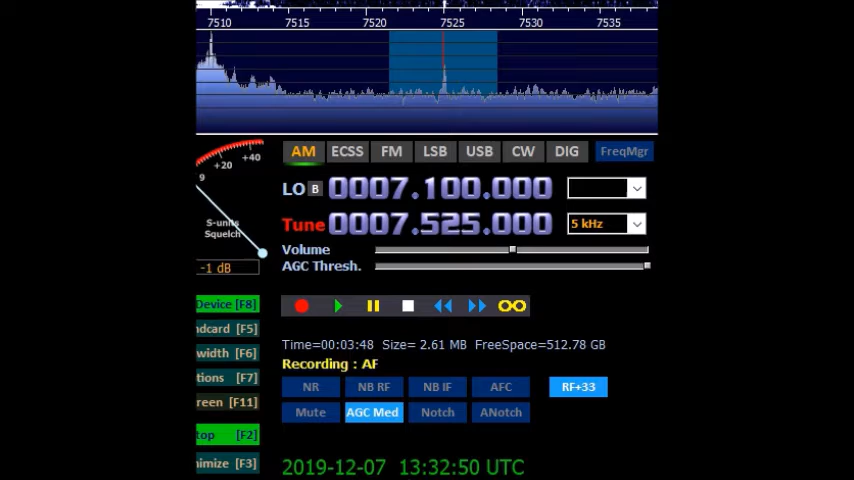 7510 7515 7520 7525 7530 7535
AM ECSS FM LSB USB CW DIG FreqMgr
9 +20 +40
LO B 0007.100.000
Tune 0007.525.000 5 kHz
S-units
Squelch
Volume
-1 dB
AGC Thresh.
Device [F8]
ndcard [F5]
width [F6]
tions [F7]
reen [F11]
top [F2]
imize [F3]
Time=00:03:48 Size= 2.61 MB FreeSpace=512.78 GB
Recording : AF
NR NB RF NB IF AFC RF+33
Mute AGC Med Notch ANotch
2019-12-07 13:32:50 UTC